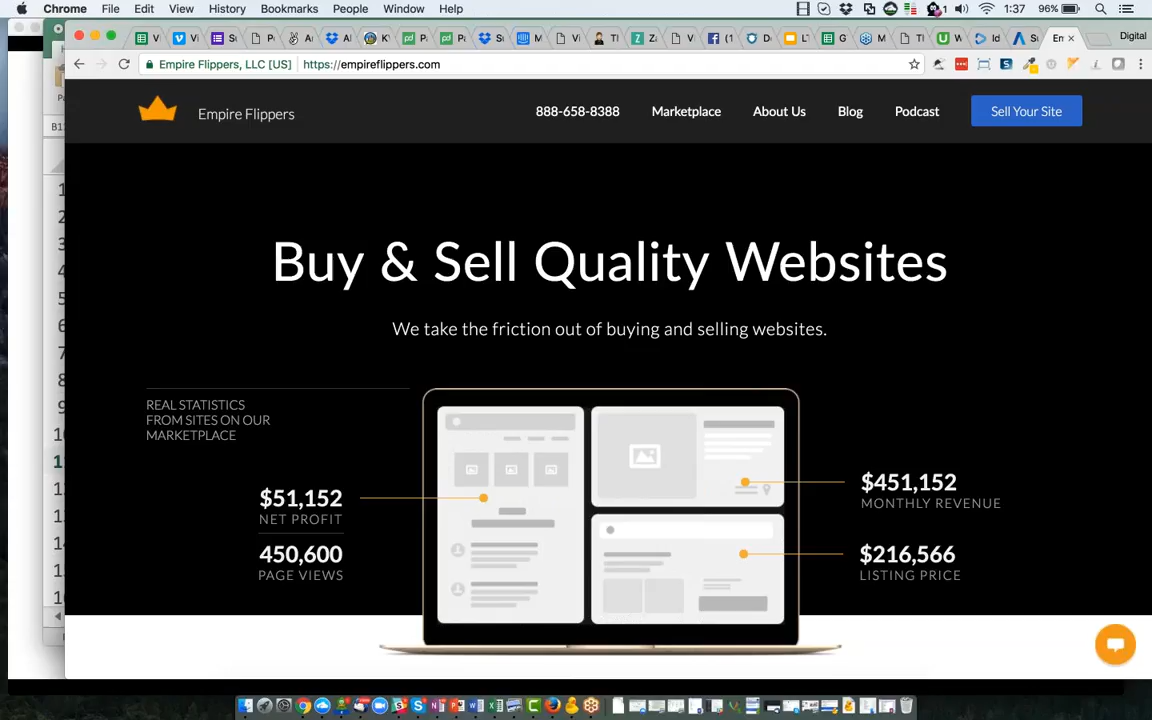 Chrome File Edit View History Bookmarks People Window Help 1 1:37 96%
Digital
Empire Flippers, LLC [US] https://empireflippers.com
Empire Flippers 888-658-8388 Marketplace About Us Blog Podcast Sell Your Site
Buy & Sell Quality Websites
We take the friction out of buying and selling websites.
REAL STATISTICS
FROM SITES ON OUR
MARKETPLACE
$51,152
NET PROFIT
450,600
PAGE VIEWS
$451,152
MONTHLY REVENUE
$216,566
LISTING PRICE